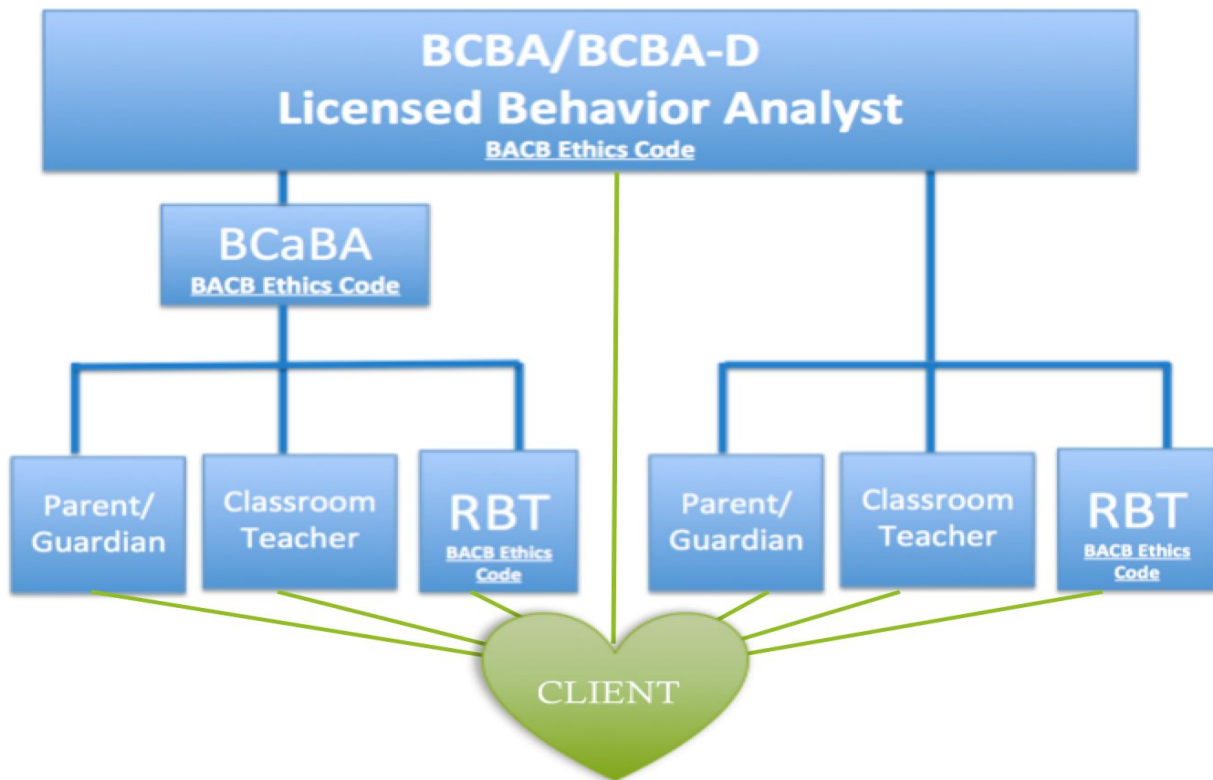 BCBA/BCBA-D
Licensed Behavior Analyst
BACB Ethics Code
BCaBA
BACB Ethics Code
Parent/
Guardian
Classroom
Teacher
RBT
BACB Ethics
Code
Parent/
Guardian
Classroom
Teacher
RBT
BACB Ethics
Code
CLIENT